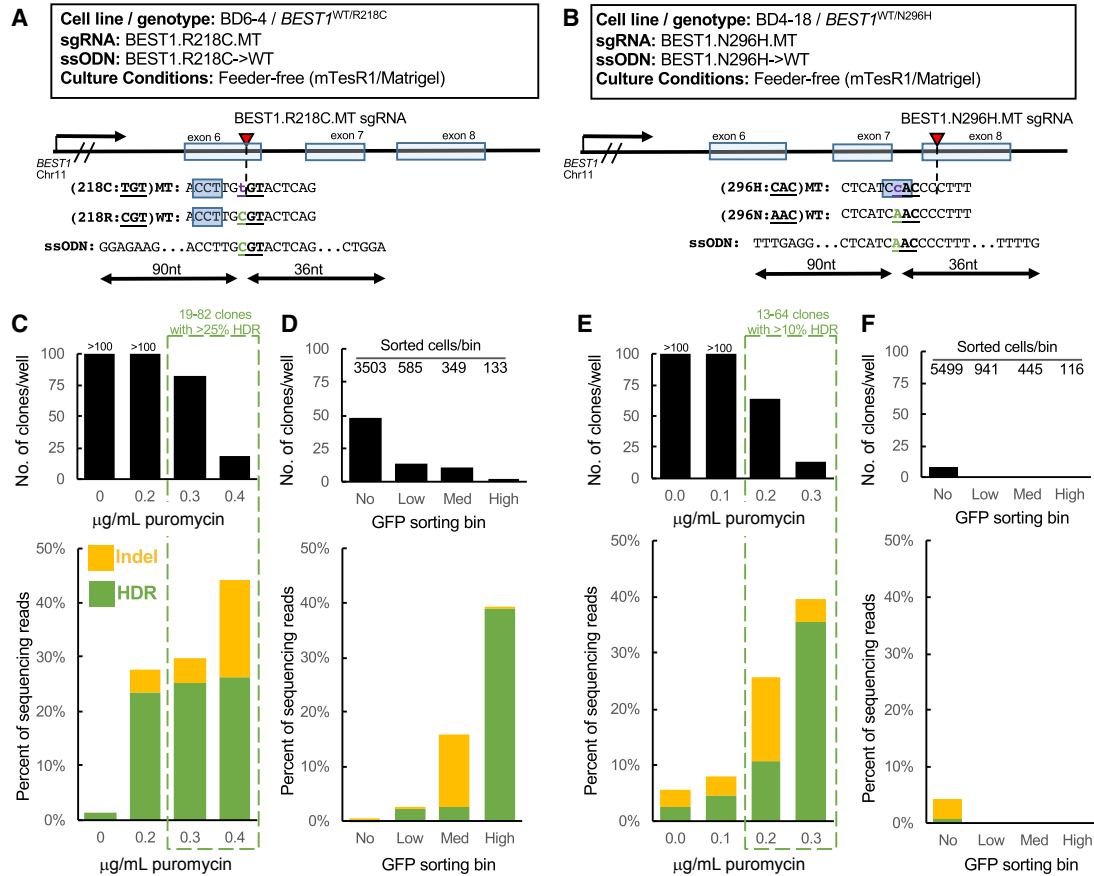 A
Cell line / genotype: BD6-4 / BEST1WT/R218C
sgRNA: BEST1.R218C.MT
ssODN: BEST1.R218C->WT
Culture Conditions: Feeder-free (mTesR1/Matrigel)
BEST1.R218C.MT sgRNA
exon 6
exon 7
exon 8
BEST1
Chr11
(218C:TGT)MT: ACCTTGtGTACTCAG
(218R:CGT)WT: ACCTTGCGTACTCAG
ssODN: GGAGAAG...ACCTTGCGTACTCAG...CTGGA
90nt
36nt
B
Cell line / genotype: BD4-18 / BEST1WT/N296H
sgRNA: BEST1.N296H.MT
ssODN: BEST1.N296H->WT
Culture Conditions: Feeder-free (mTesR1/Matrigel)
BEST1.N296H.MT sgRNA
exon 6
exon 7
exon 8
BEST1
Chr11
(296H:CAC)MT: CTCATCcACCCCTTT
(296N:AAC)WT: CTCATCAACCCCTTT
ssODN: TTTGAGG...CTCATCAACCCCTTT...TTTTG
90nt
36nt
C
19-82 clones
with >25% HDR
No. of clones/well
100
75
50
25
0
>100
>100
0
0.2
0.3
0.4
µg/mL puromycin
Percent of sequencing reads
50%
40%
30%
20%
10%
0%
Indel
HDR
0
0.2
0.3
0.4
µg/mL puromycin
D
Sorted cells/bin
3503
585
349
133
No. of clones/well
100
75
50
25
0
No
Low
Med
High
GFP sorting bin
Percent of sequencing reads
50%
40%
30%
20%
10%
0%
No
Low
Med
High
GFP sorting bin
E
13-64 clones
with >10% HDR
No. of clones/well
100
75
50
25
0
>100
>100
0.0
0.1
0.2
0.3
µg/mL puromycin
Percent of sequencing reads
50%
40%
30%
20%
10%
0%
0.0
0.1
0.2
0.3
µg/mL puromycin
F
Sorted cells/bin
5499
941
445
116
No. of clones/well
100
75
50
25
0
No
Low
Med
High
GFP sorting bin
Percent of sequencing reads
50%
40%
30%
20%
10%
0%
No
Low
Med
High
GFP sorting bin